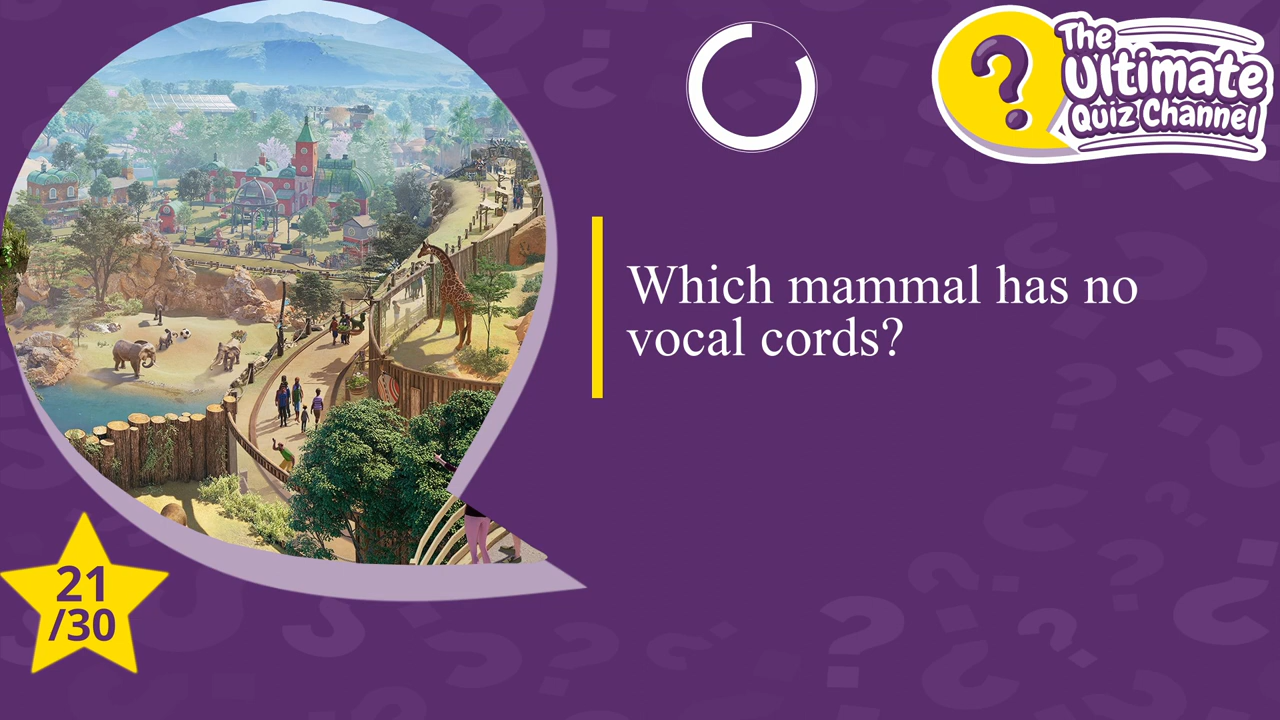 The
Ultimate
Quiz Channel
Which mammal has no
vocal cords?
21
/30